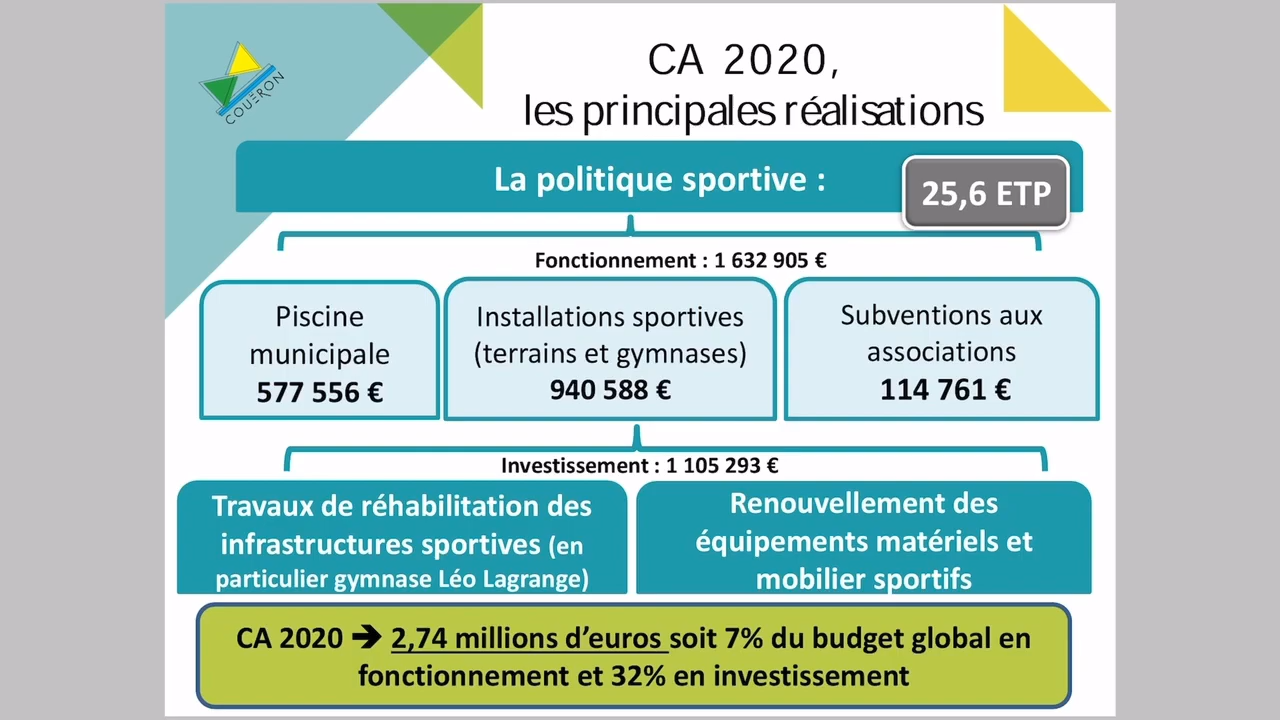 COUËRON
CA 2020,
les principales réalisations
La politique sportive :
25,6 ETP
Fonctionnement : 1 632 905 €
Piscine
municipale
577 556 €
Installations sportives
(terrains et gymnases)
940 588 €
Subventions aux
associations
114 761 €
Investissement : 1 105 293 €
Travaux de réhabilitation des
infrastructures sportives (en
particulier gymnase Léo Lagrange)
Renouvellement des
équipements matériels et
mobilier sportifs
CA 2020 ➔ 2,74 millions d’euros soit 7% du budget global en
fonctionnement et 32% en investissement